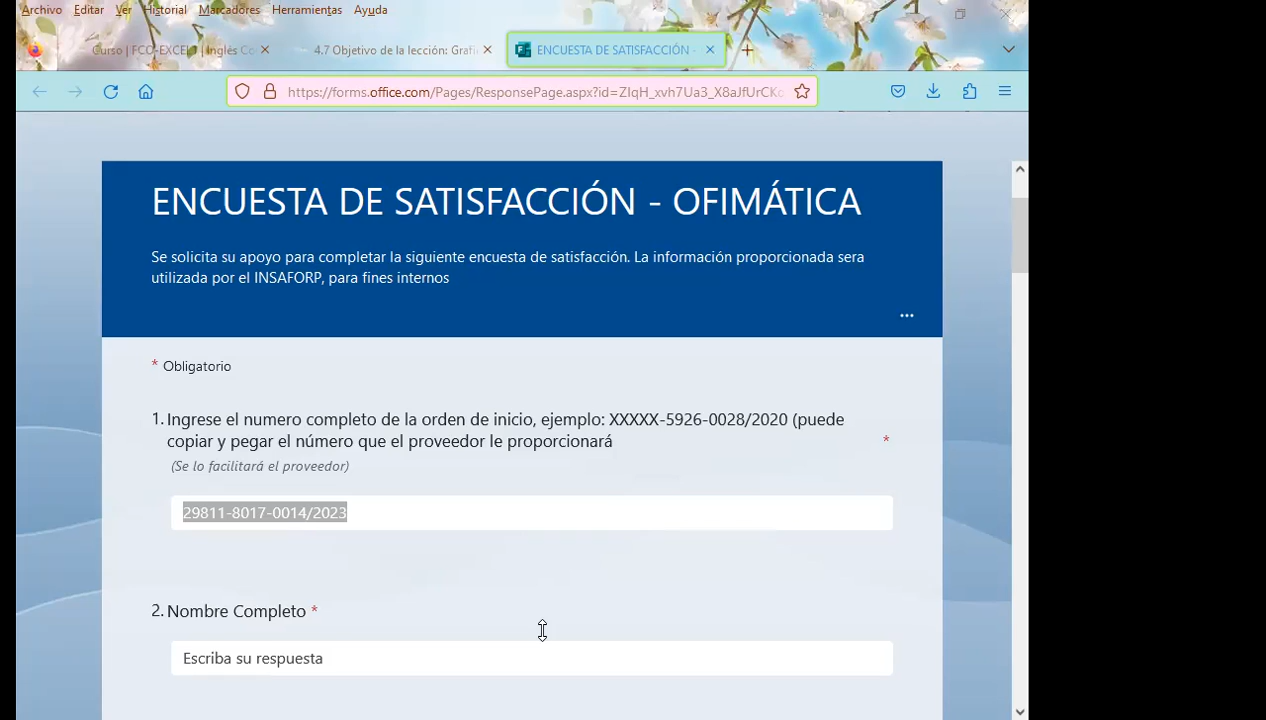 Archivo Editar Ver Historial Marcadores Herramientas Ayuda
Curso | FCO-EXCEL1 | Inglés Co
4.7 Objetivo de la lección: Grafi
ENCUESTA DE SATISFACCIÓN -
https://forms.office.com/Pages/ResponsePage.aspx?id=ZIqH_xvh7Ua3_X8aJfUrCKc
ENCUESTA DE SATISFACCIÓN - OFIMÁTICA
Se solicita su apoyo para completar la siguiente encuesta de satisfacción. La información proporcionada sera
utilizada por el INSAFORP, para fines internos
...
* Obligatorio
1. Ingrese el numero completo de la orden de inicio, ejemplo: XXXXX-5926-0028/2020 (puede
copiar y pegar el número que el proveedor le proporcionará *
(Se lo facilitará el proveedor)
29811-8017-0014/2023
2. Nombre Completo *
Escriba su respuesta